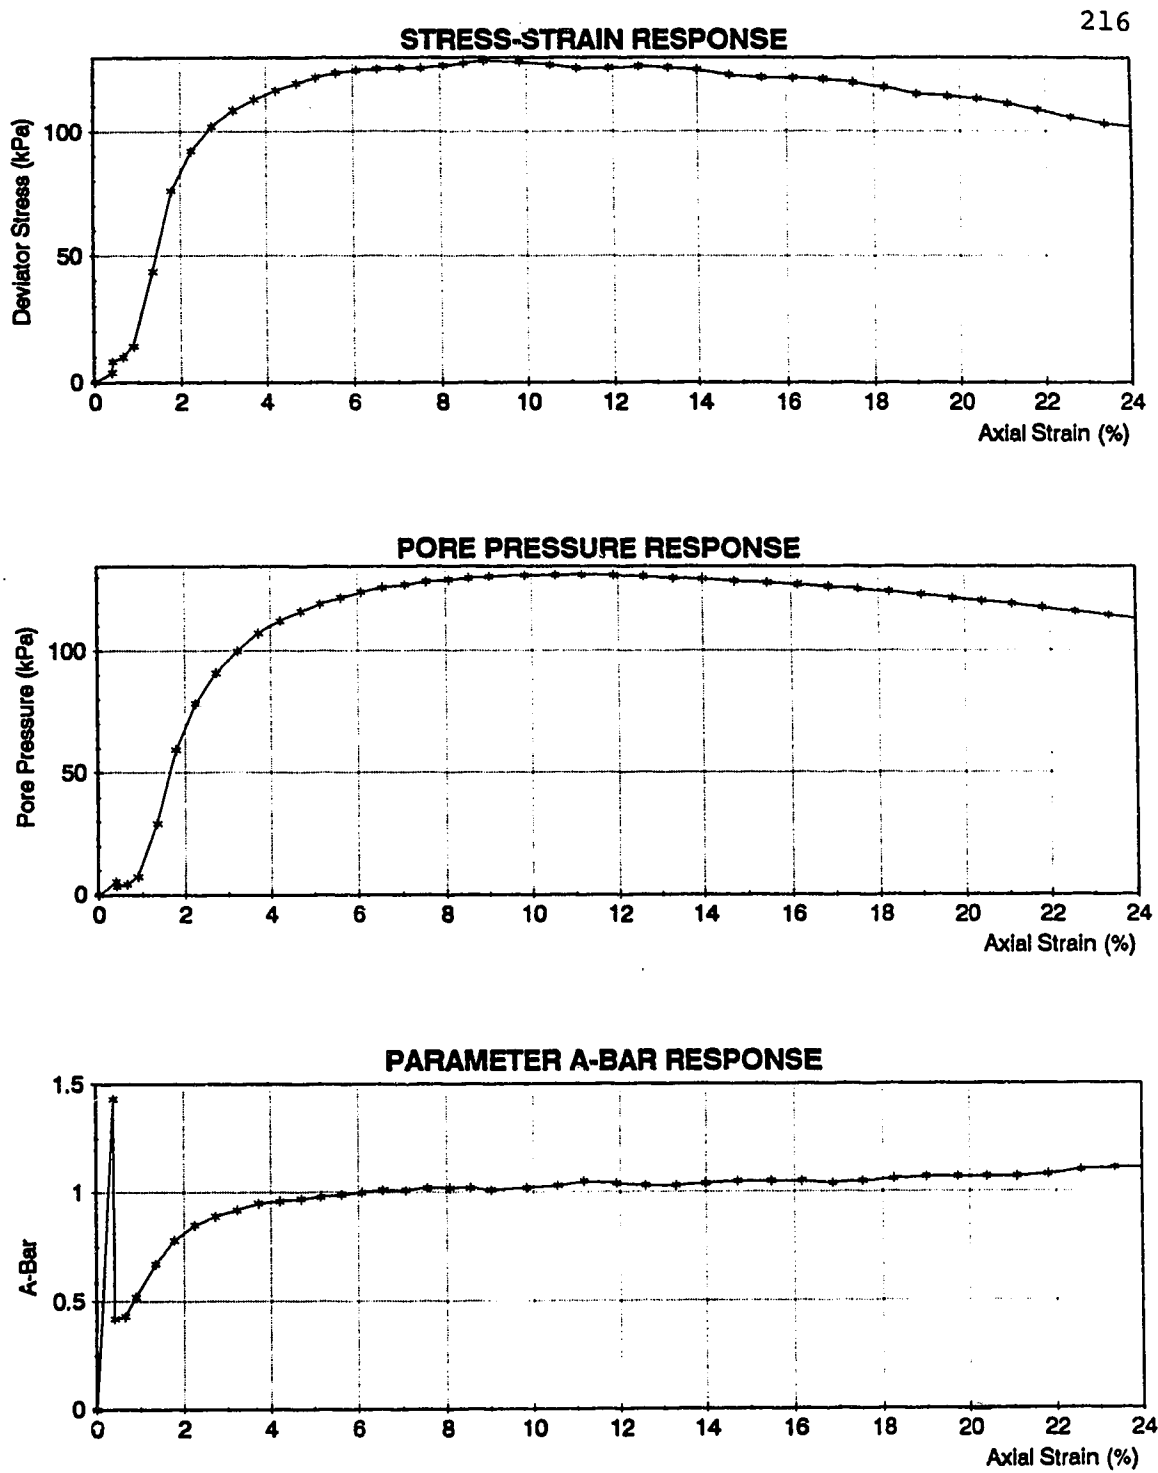 216
STRESS-STRAIN RESPONSE
Deviator Stress (kPa)
100
50
0
0 2 4 6 8 10 12 14 16 18 20 22 24
Axial Strain (%)
PORE PRESSURE RESPONSE
Pore Pressure (kPa)
100
50
0
0 2 4 6 8 10 12 14 16 18 20 22 24
Axial Strain (%)
PARAMETER A-BAR RESPONSE
A-Bar
1.5
1
0.5
0
0 2 4 6 8 10 12 14 16 18 20 22 24
Axial Strain (%)